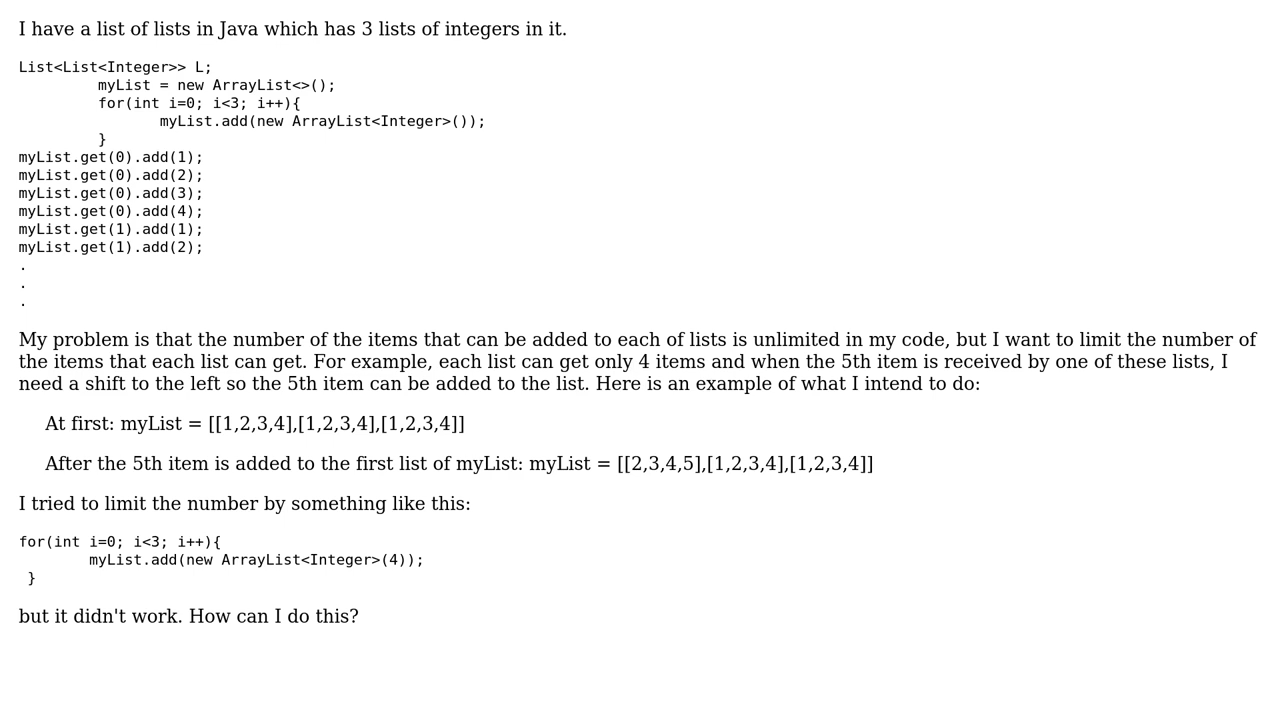 I have a list of lists in Java which has 3 lists of integers in it.
List<List<Integer>> L;
         myList = new ArrayList<>();
         for(int i=0; i<3; i++){
                myList.add(new ArrayList<Integer>());
         }
myList.get(0).add(1);
myList.get(0).add(2);
myList.get(0).add(3);
myList.get(0).add(4);
myList.get(1).add(1);
myList.get(1).add(2);
.
.
.
My problem is that the number of the items that can be added to each of lists is unlimited in my code, but I want to limit the number of
the items that each list can get. For example, each list can get only 4 items and when the 5th item is received by one of these lists, I
need a shift to the left so the 5th item can be added to the list. Here is an example of what I intend to do:
At first: myList = [[1,2,3,4],[1,2,3,4],[1,2,3,4]]
After the 5th item is added to the first list of myList: myList = [[2,3,4,5],[1,2,3,4],[1,2,3,4]]
I tried to limit the number by something like this:
for(int i=0; i<3; i++){
        myList.add(new ArrayList<Integer>(4));
 }
but it didn't work. How can I do this?